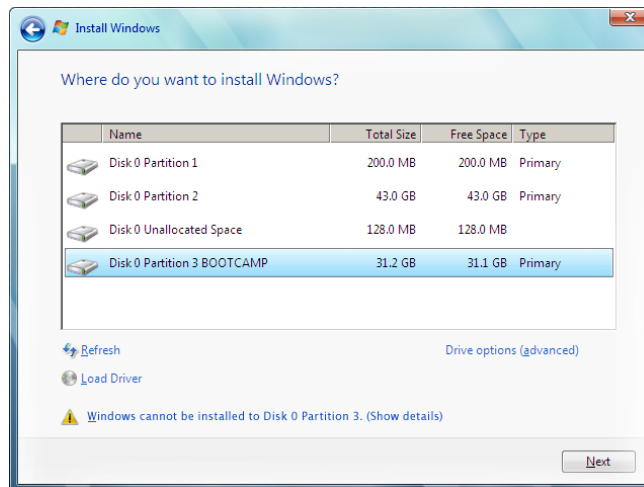 Install Windows
Where do you want to install Windows?
Name Total Size Free Space Type
Disk 0 Partition 1 200.0 MB 200.0 MB Primary
Disk 0 Partition 2 43.0 GB 43.0 GB Primary
Disk 0 Unallocated Space 128.0 MB 128.0 MB
Disk 0 Partition 3 BOOTCAMP 31.2 GB 31.1 GB Primary
Refresh Drive options (advanced)
Load Driver
Windows cannot be installed to Disk 0 Partition 3. (Show details)
Next